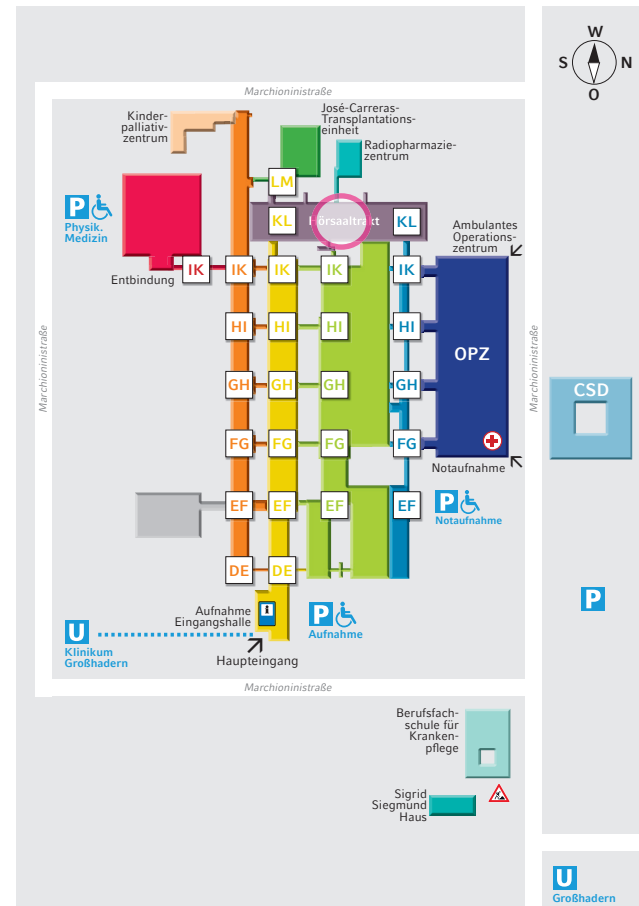 W
S
N
O
Marchioninistraße
Kinder-
palliativ-
zentrum
José-Carreras-
Transplantations-
einheit
Radiopharmazie-
zentrum
LM
P
Physik.
Medizin
KL
Hörsaaltrakt
KL
Ambulantes
Operations-
zentrum
Entbindung
IK
IK
IK
IK
IK
HI
HI
HI
HI
OPZ
Marchioninistraße
Marchioninistraße
GH
GH
GH
GH
CSD
FG
FG
FG
FG
Notaufnahme
EF
EF
EF
EF
P
Notaufnahme
DE
DE
P
Aufnahme
Eingangshalle
i
P
Aufnahme
U
Klinikum
Großhadern
Haupteingang
Marchioninistraße
Berufsfach-
schule für
Kranken-
pflege
Sigrid
Siegmund
Haus
U
Großhadern